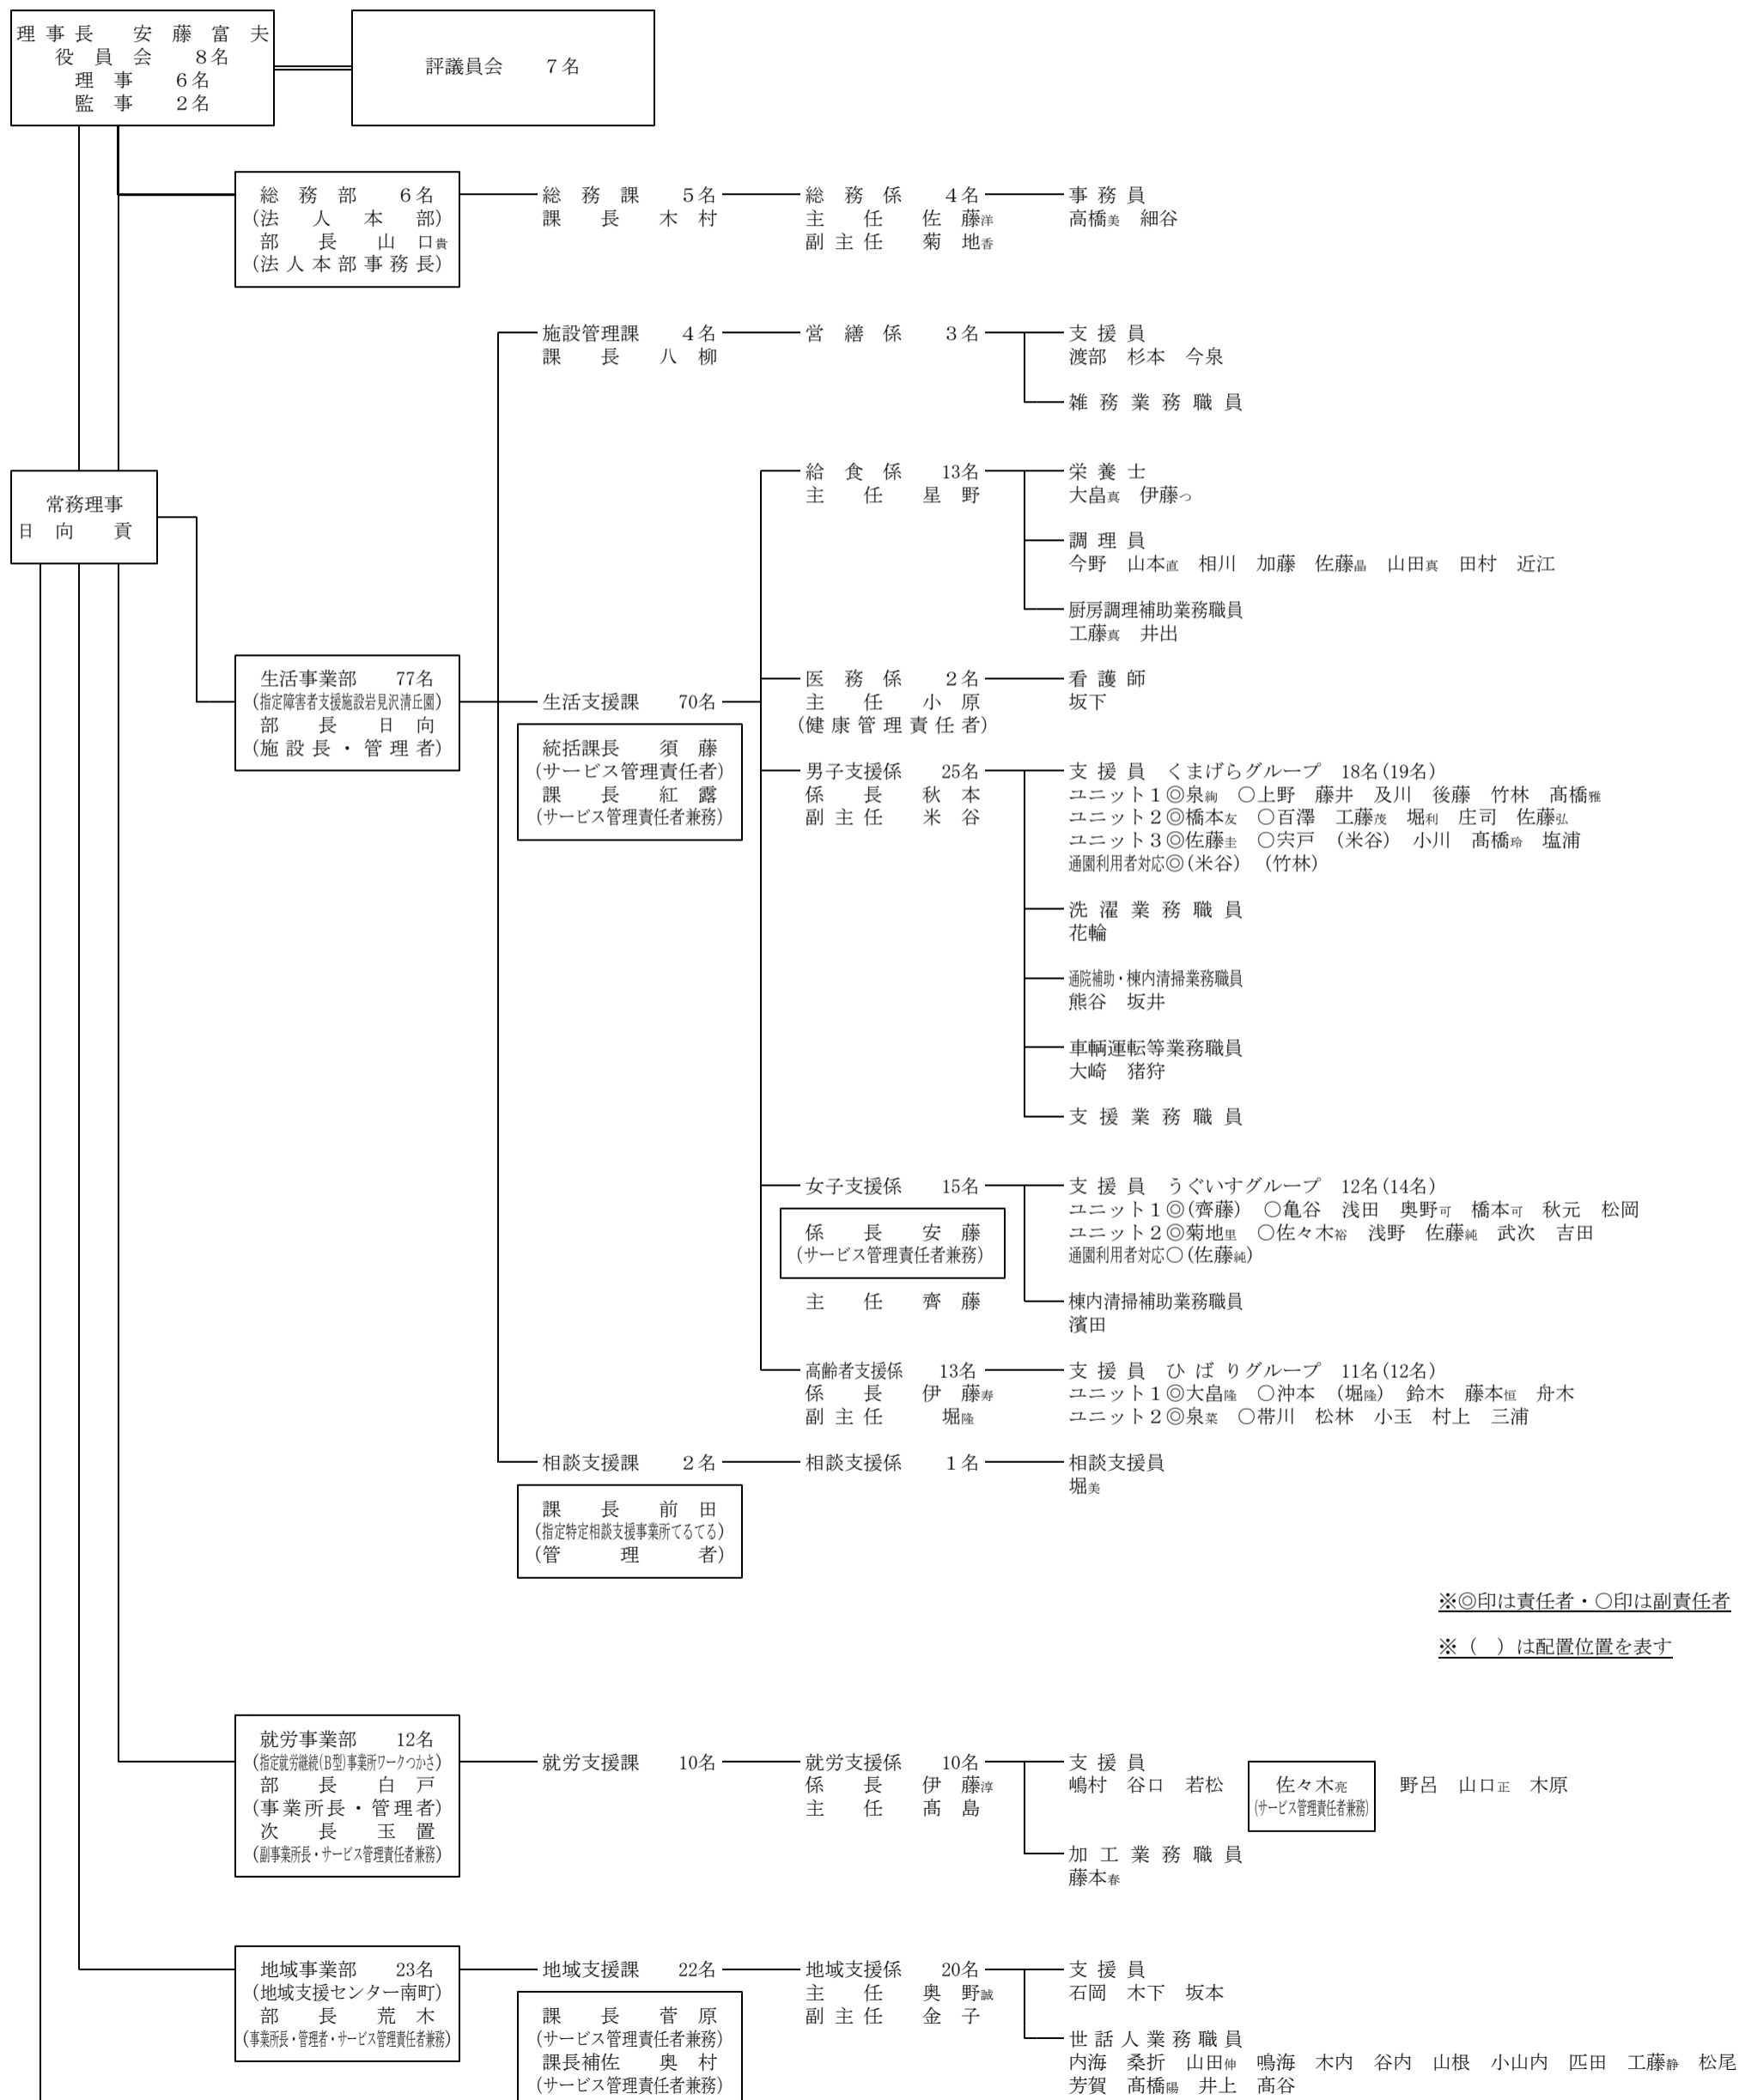 理事長　安藤富夫
役員会　８名
理事　６名
監事　２名
評議員会　７名
総務部　６名
(法人本部)
部長　山口貴
(法人本部事務長)
総務課　５名
課長　木村
総務係　４名
主任　佐藤洋
副主任　菊地香
事務員
高橋美　細谷
施設管理課　４名
課長　八柳
営繕係　３名
支援員
渡部　杉本　今泉
雑務業務職員
常務理事
日向　貢
生活事業部　77名
(指定障害者支援施設岩見沢清丘園)
部長　日向
(施設長・管理者)
生活支援課　70名
統括課長　須藤
(サービス管理責任者)
課長　紅露
(サービス管理責任者兼務)
給食係　13名
主任　星野
栄養士
大畠真　伊藤つ
調理員
今野　山本直　相川　加藤　佐藤晶　山田真　田村　近江
厨房調理補助業務職員
工藤真　井出
医務係　２名
主任　小原
(健康管理責任者)
看護師
坂下
男子支援係　25名
係長　秋本
副主任　米谷
支援員　くまげらグループ　18名(19名)
ユニット１◎泉絢　○上野　藤井　及川　後藤　竹林　髙橋雅
ユニット２◎橋本友　○百澤　工藤茂　堀利　庄司　佐藤弘
ユニット３◎佐藤圭　○宍戸　(米谷)　小川　髙橋玲　塩浦
通園利用者対応◎(米谷)　(竹林)
洗濯業務職員
花輪
通院補助・棟内清掃業務職員
熊谷　坂井
車輌運転等業務職員
大崎　猪狩
支援業務職員
女子支援係　15名
係長　安藤
(サービス管理責任者兼務)
主任　齊藤
支援員　うぐいすグループ　12名(14名)
ユニット１◎(齊藤)　○亀谷　浅田　奥野可　橋本可　秋元　松岡
ユニット２◎菊地里　○佐々木裕　浅野　佐藤純　武次　吉田
通園利用者対応○(佐藤純)
棟内清掃補助業務職員
濱田
高齢者支援係　13名
係長　伊藤寿
副主任　堀隆
支援員　ひばりグループ　11名(12名)
ユニット１◎大畠隆　○沖本　(堀隆)　鈴木　藤本恒　舟木
ユニット２◎泉菜　○帯川　松林　小玉　村上　三浦
相談支援課　２名
課長　前田
(指定特定相談支援事業所てるてる)
(管理者)
相談支援係　１名
相談支援員
堀美
※◎印は責任者・○印は副責任者
※（　）は配置位置を表す
就労事業部　12名
(指定就労継続(B型)事業所ワークつかさ)
部長　白戸
(事業所長・管理者)
次長　玉置
(副事業所長・サービス管理責任者兼務)
就労支援課　10名
就労支援係　10名
係長　伊藤淳
主任　髙島
支援員
嶋村　谷口　若松　佐々木亮　野呂　山口正　木原
(サービス管理責任者兼務)
加工業務職員
藤本春
地域事業部　23名
(地域支援センター南町)
部長　荒木
(事業所長・管理者・サービス管理責任者兼務)
地域支援課　22名
課長　菅原
(サービス管理責任者兼務)
課長補佐　奥村
(サービス管理責任者兼務)
地域支援係　20名
主任　奥野誠
副主任　金子
支援員
石岡　木下　坂本
世話人業務職員
内海　桑折　山田伸　鳴海　木内　谷内　山根　小山内　匹田　工藤静　松尾
芳賀　髙橋陽　井上　髙谷